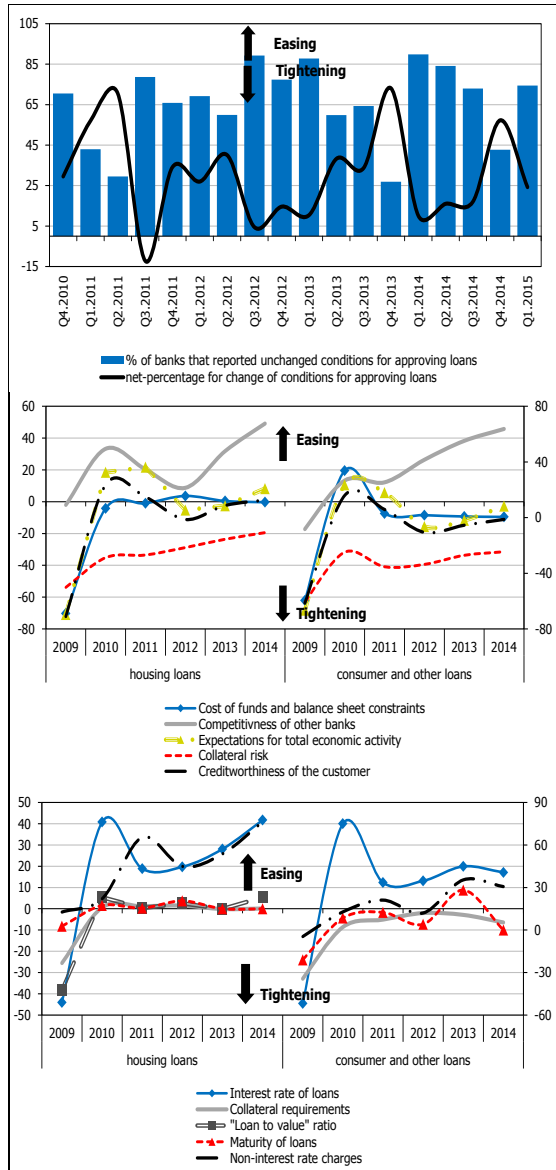 105
85
65
45
25
5
-15
Easing
Tightening
Q4.2010
Q1.2011
Q2.2011
Q3.2011
Q4.2011
Q1.2012
Q2.2012
Q3.2012
Q4.2012
Q1.2013
Q2.2013
Q3.2013
Q4.2013
Q1.2014
Q2.2014
Q3.2014
Q4.2014
Q1.2015
% of banks that reported unchanged conditions for approving loans
net-percentage for change of conditions for approving loans
60
40
20
0
-20
-40
-60
-80
80
40
0
-40
-80
Easing
Tightening
2009 2010 2011 2012 2013 2014 2009 2010 2011 2012 2013 2014
housing loans consumer and other loans
Cost of funds and balance sheet constraints
Competitivness of other banks
Expectations for total economic activity
Collateral risk
Creditworthiness of the customer
50
40
30
20
10
0
-10
-20
-30
-40
-50
90
60
30
0
-30
-60
Easing
Tightening
2009 2010 2011 2012 2013 2014 2009 2010 2011 2012 2013 2014
housing loans consumer and other loans
Interest rate of loans
Collateral requirements
"Loan to value" ratio
Maturity of loans
Non-interest rate charges